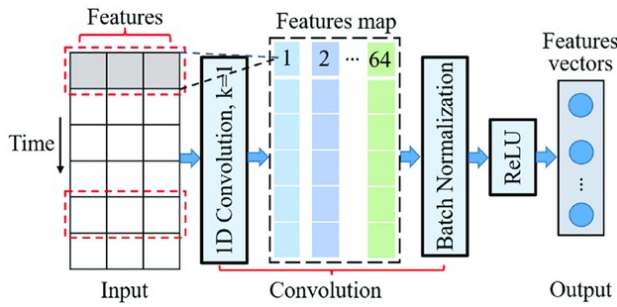 Features
Time
Input
1D Convolution, k=1
Features map
1 2 ... 64
Convolution
Batch Normalization
ReLU
Features
vectors
...
Output